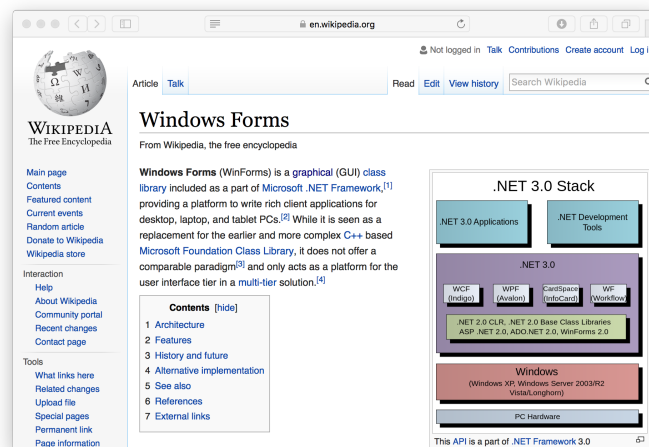 en.wikipedia.org
Not logged in Talk Contributions Create account Log i
Article Talk
Read Edit View history Search Wikipedia
WIKIPEDIA
The Free Encyclopedia
Main page
Contents
Featured content
Current events
Random article
Donate to Wikipedia
Wikipedia store
Interaction
Help
About Wikipedia
Community portal
Recent changes
Contact page
Tools
What links here
Related changes
Upload file
Special pages
Permanent link
Page information
Windows Forms
From Wikipedia, the free encyclopedia
Windows Forms (WinForms) is a graphical (GUI) class
library included as a part of Microsoft .NET Framework,[1]
providing a platform to write rich client applications for
desktop, laptop, and tablet PCs.[2] While it is seen as a
replacement for the earlier and more complex C++ based
Microsoft Foundation Class Library, it does not offer a
comparable paradigm[3] and only acts as a platform for the
user interface tier in a multi-tier solution.[4]
Contents [hide]
1 Architecture
2 Features
3 History and future
4 Alternative implementation
5 See also
6 References
7 External links
.NET 3.0 Stack
.NET 3.0 Applications
.NET Development
Tools
.NET 3.0
WCF
(Indigo)
WPF
(Avalon)
CardSpace
(InfoCard)
WF
(Workflow)
.NET 2.0 CLR, .NET 2.0 Base Class Libraries
ASP .NET 2.0, ADO.NET 2.0, WinForms 2.0
Windows
(Windows XP, Windows Server 2003/R2
Vista/Longhorn)
PC Hardware
This API is a part of .NET Framework 3.0